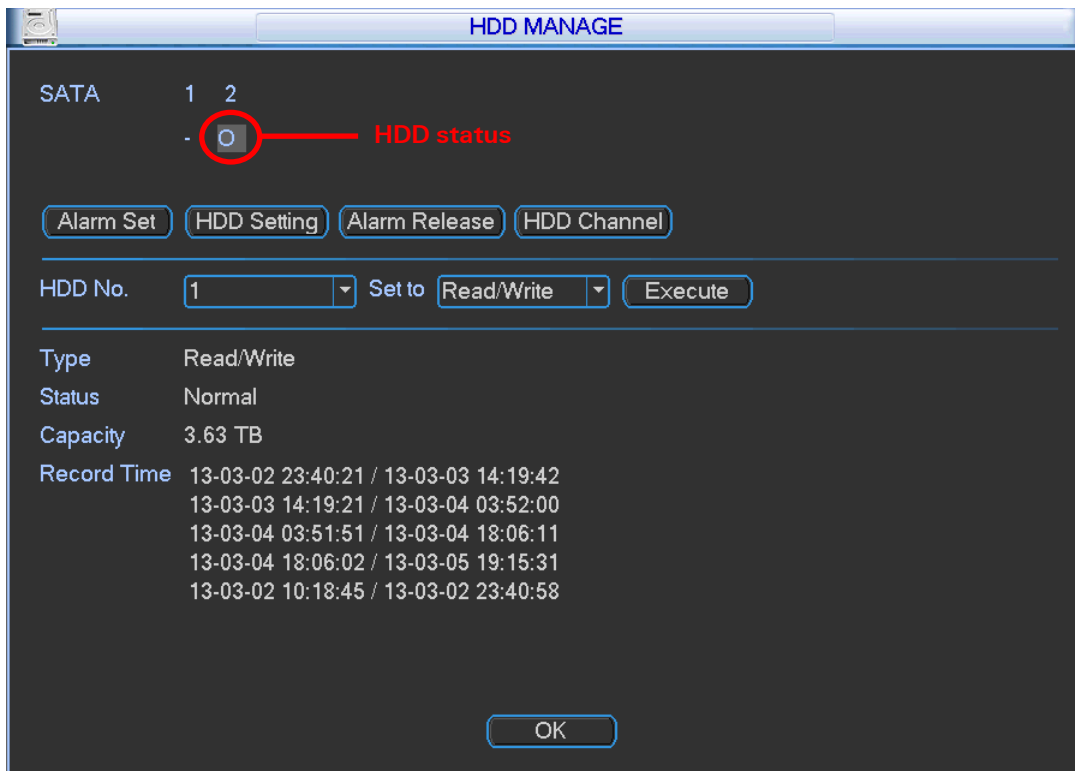 HDD MANAGE
SATA 1 2
- O HDD status
Alarm Set HDD Setting Alarm Release HDD Channel
HDD No. 1 Set to Read/Write Execute
Type Read/Write
Status Normal
Capacity 3.63 TB
Record Time 13-03-02 23:40:21 / 13-03-03 14:19:42
13-03-03 14:19:21 / 13-03-04 03:52:00
13-03-04 03:51:51 / 13-03-04 18:06:11
13-03-04 18:06:02 / 13-03-05 19:15:31
13-03-02 10:18:45 / 13-03-02 23:40:58
OK